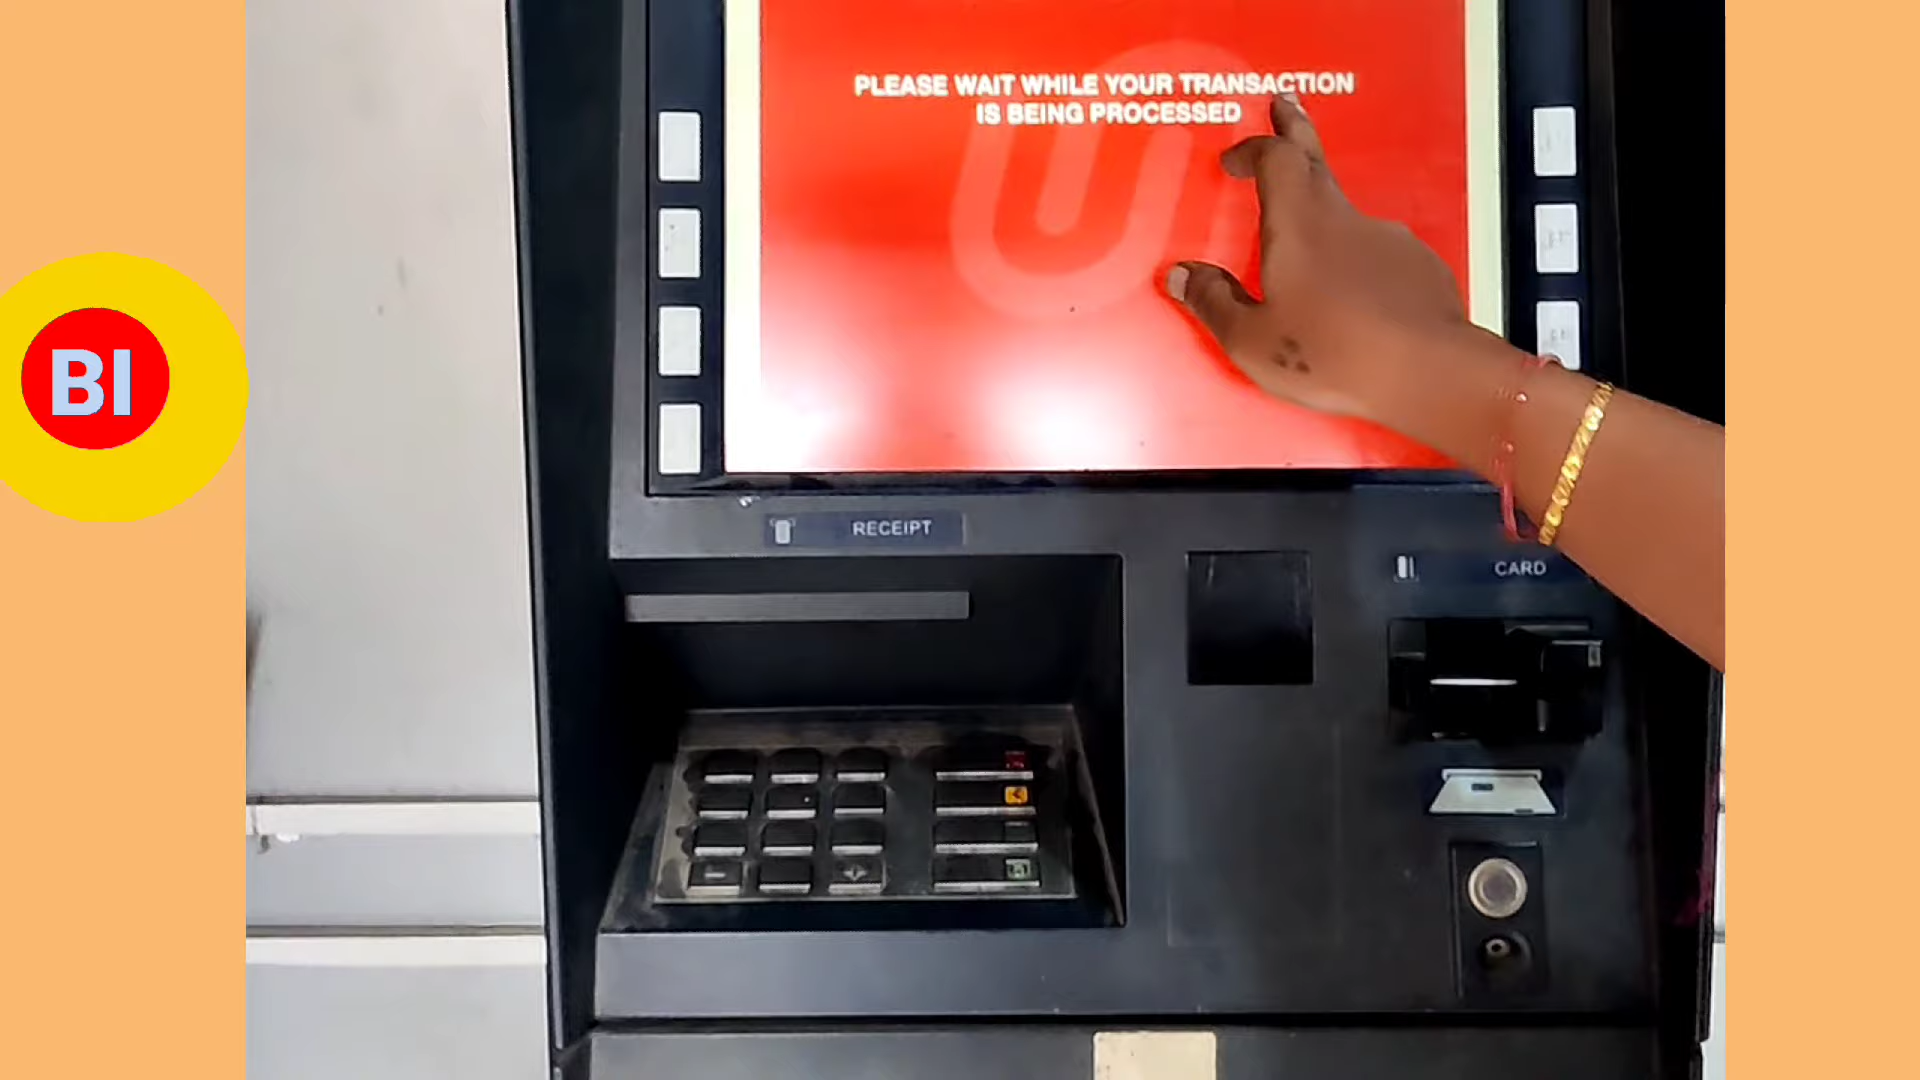 PLEASE WAIT WHILE YOUR TRANSACTION
IS BEING PROCESSED
BI
RECEIPT
CARD